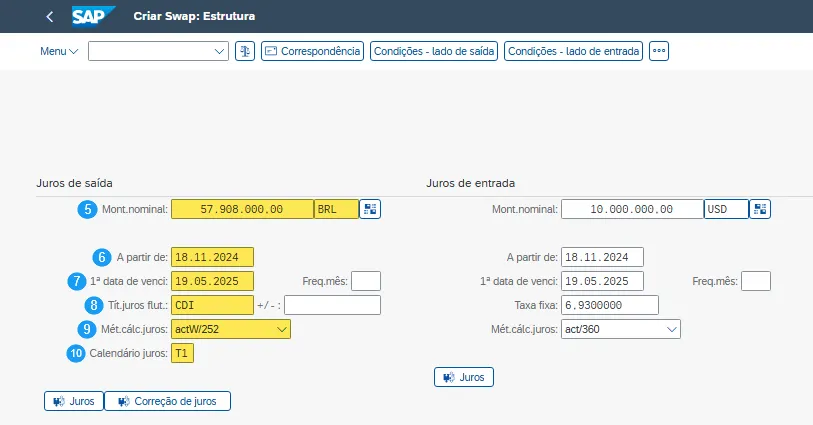 SAP Criar Swap: Estrutura
Menu Correspondência Condições - lado de saída Condições - lado de entrada
Juros de saída
5 Mont.nominal: 57.908.000,00 BRL
6 A partir de: 18.11.2024
7 1ª data de venci: 19.05.2025 Freq.mês:
8 Tít.juros flut.: CDI +/- :
9 Mét.cálc.juros: actW/252
10 Calendário juros: T1
Juros Correção de juros
Juros de entrada
Mont.nominal: 10.000.000,00 USD
A partir de: 18.11.2024
1ª data de venci: 19.05.2025 Freq.mês:
Taxa fixa: 6,9300000
Mét.cálc.juros: act/360
Juros